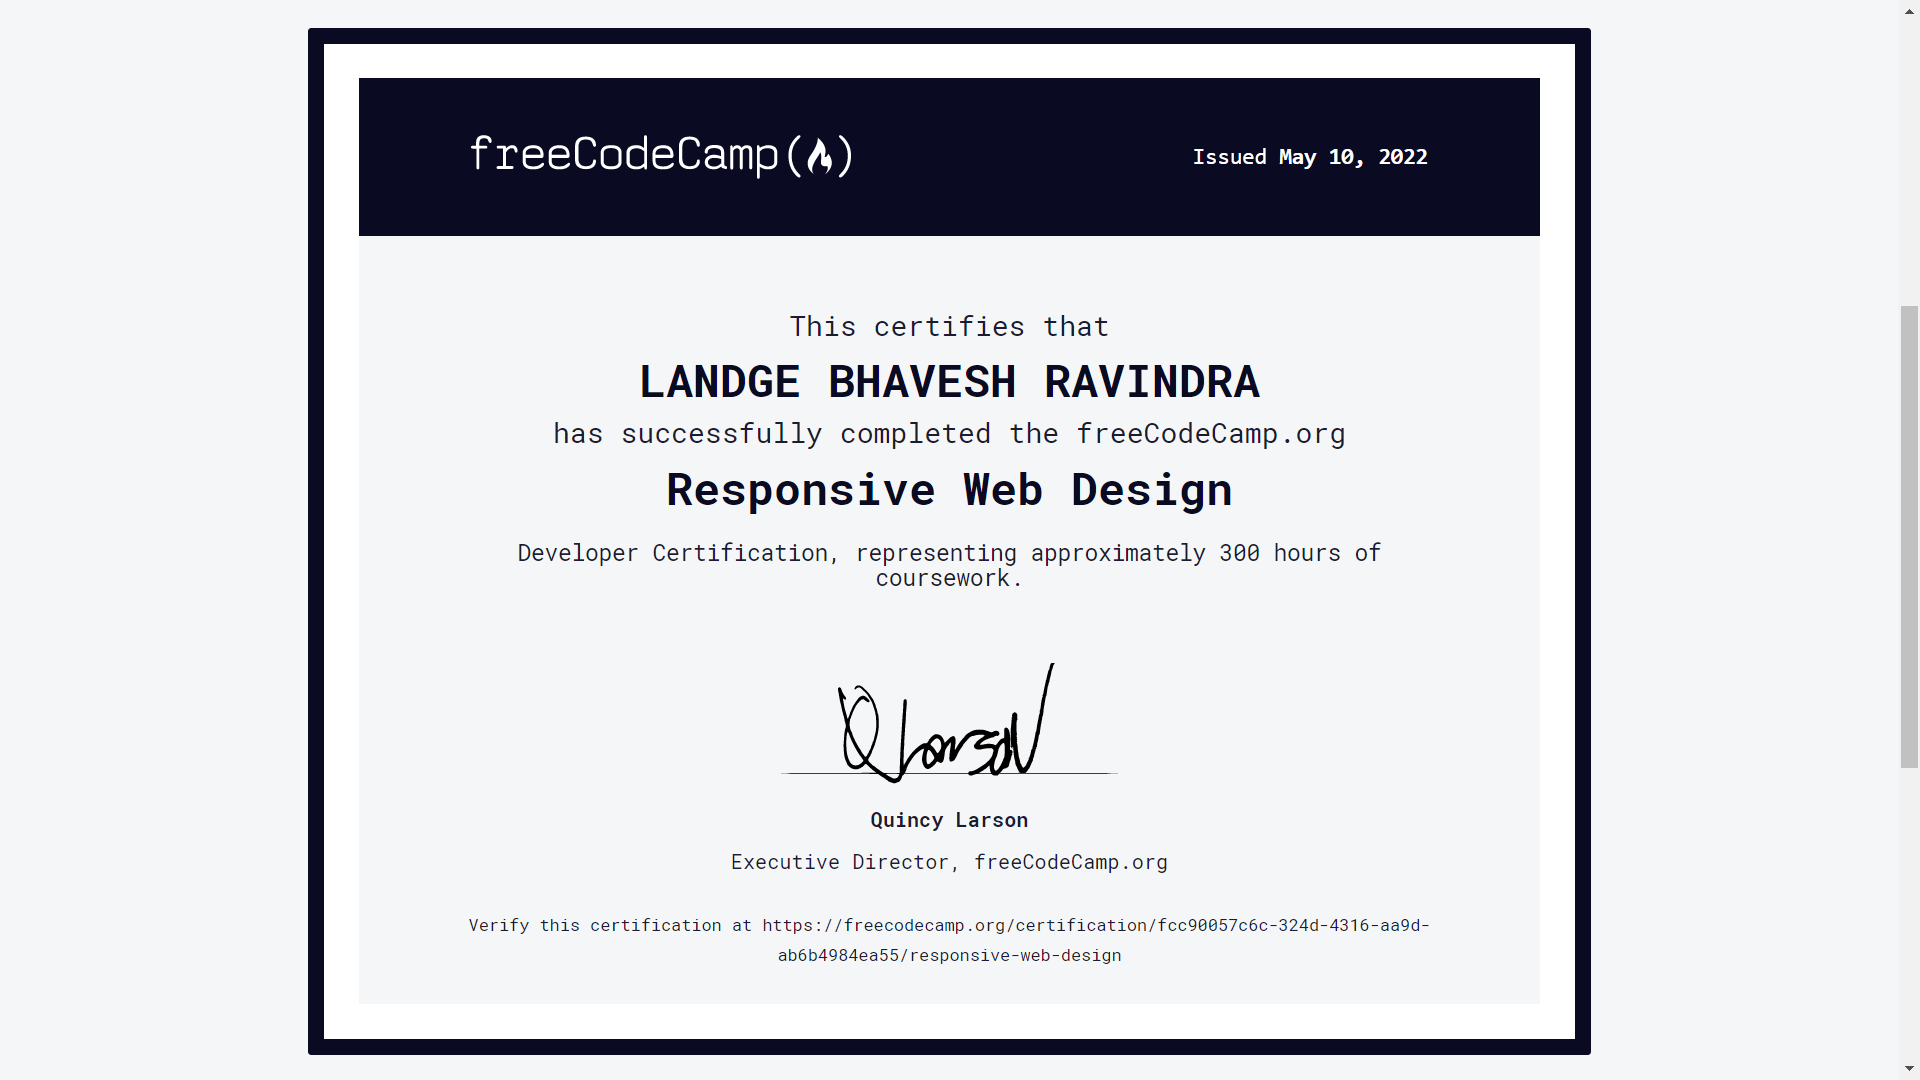 freeCodeCamp
Issued May 10, 2022
This certifies that
LANDGE BHAVESH RAVINDRA
has successfully completed the freeCodeCamp.org
Responsive Web Design
Developer Certification, representing approximately 300 hours of
coursework.
Q Larson
Quincy Larson
Executive Director, freeCodeCamp.org
Verify this certification at https://freecodecamp.org/certification/fcc90057c6c-324d-4316-aa9d-
ab6b4984ea55/responsive-web-design